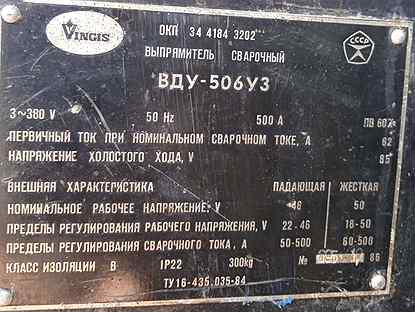 VINGIS
ОКП 34 4184 3202
СССР
ВЫПРЯМИТЕЛЬ СВАРОЧНЫЙ
ВДУ-506У3
3~380 V 50 Hz 500 A ПВ 60%
ПЕРВИЧНЫЙ ТОК ПРИ НОМИНАЛЬНОМ СВАРОЧНОМ ТОКЕ, А 62
НАПРЯЖЕНИЕ ХОЛОСТОГО ХОДА, V 85
ВНЕШНЯЯ ХАРАКТЕРИСТИКА ПАДАЮЩАЯ ЖЕСТКАЯ
НОМИНАЛЬНОЕ РАБОЧЕЕ НАПРЯЖЕНИЕ, V 46 50
ПРЕДЕЛЫ РЕГУЛИРОВАНИЯ РАБОЧЕГО НАПРЯЖЕНИЯ, V 22-46 18-50
ПРЕДЕЛЫ РЕГУЛИРОВАНИЯ СВАРОЧНОГО ТОКА, А 50-500 60-500
КЛАСС ИЗОЛЯЦИИ В IP22 300kg № 86
ТУ16-435.035-84